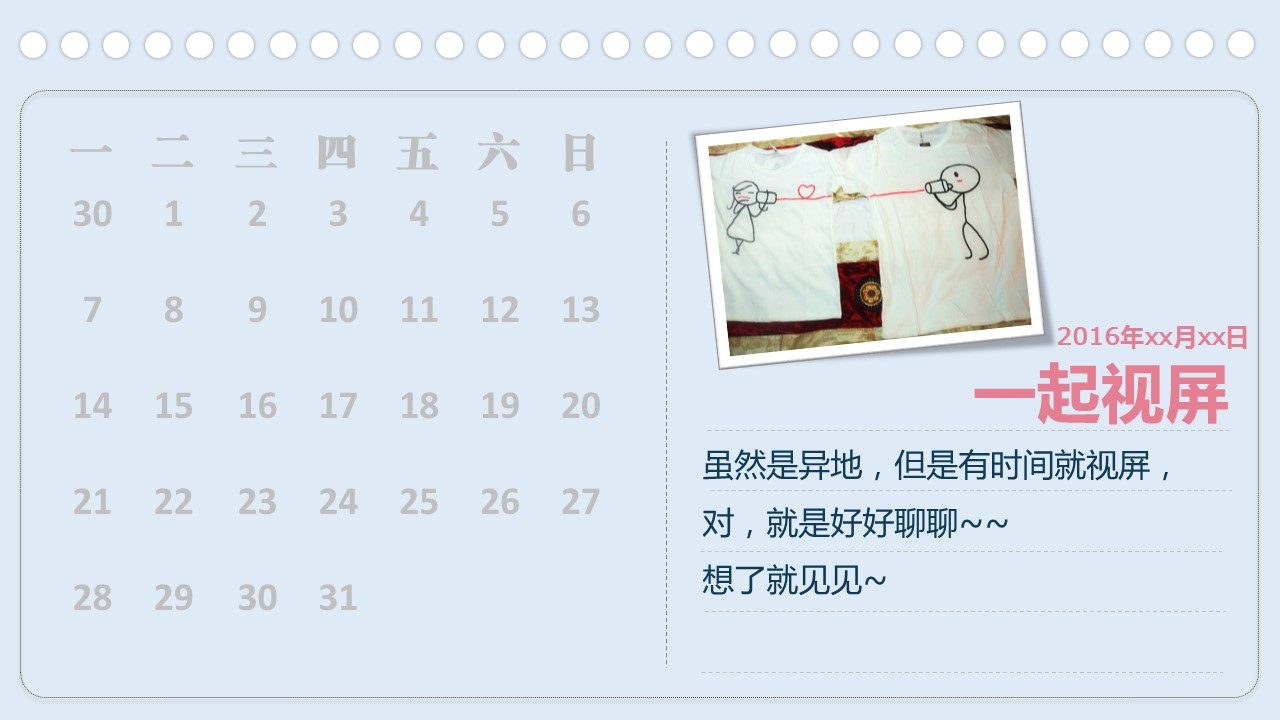 一 二 三 四 五 六 日
30 1 2 3 4 5 6
7 8 9 10 11 12 13
14 15 16 17 18 19 20
21 22 23 24 25 26 27
28 29 30 31
2016年xx月xx日
一起视屏
虽然是异地，但是有时间就视屏，
对，就是好好聊聊~~
想了就见见~